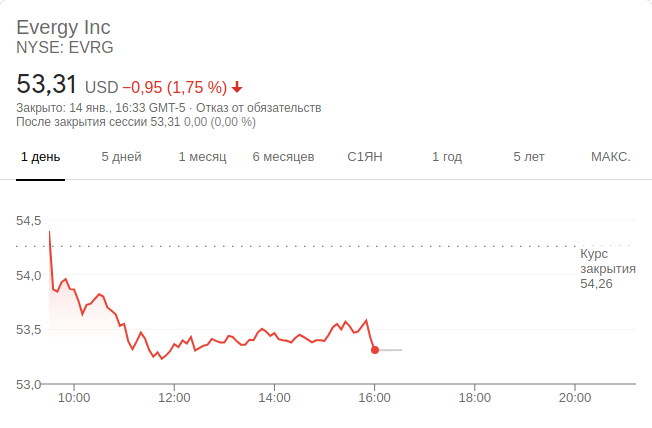 Evergy Inc
NYSE: EVRG
53,31 USD −0,95 (1,75 %)
Закрыто: 14 янв., 16:33 GMT-5 · Отказ от обязательств
После закрытия сессии 53,31 0,00 (0,00 %)
1 день 5 дней 1 месяц 6 месяцев С1ЯН 1 год 5 лет МАКС.
54,5
Курс
закрытия
54,26
54,0
53,5
53,0
10:00 12:00 14:00 16:00 18:00 20:00